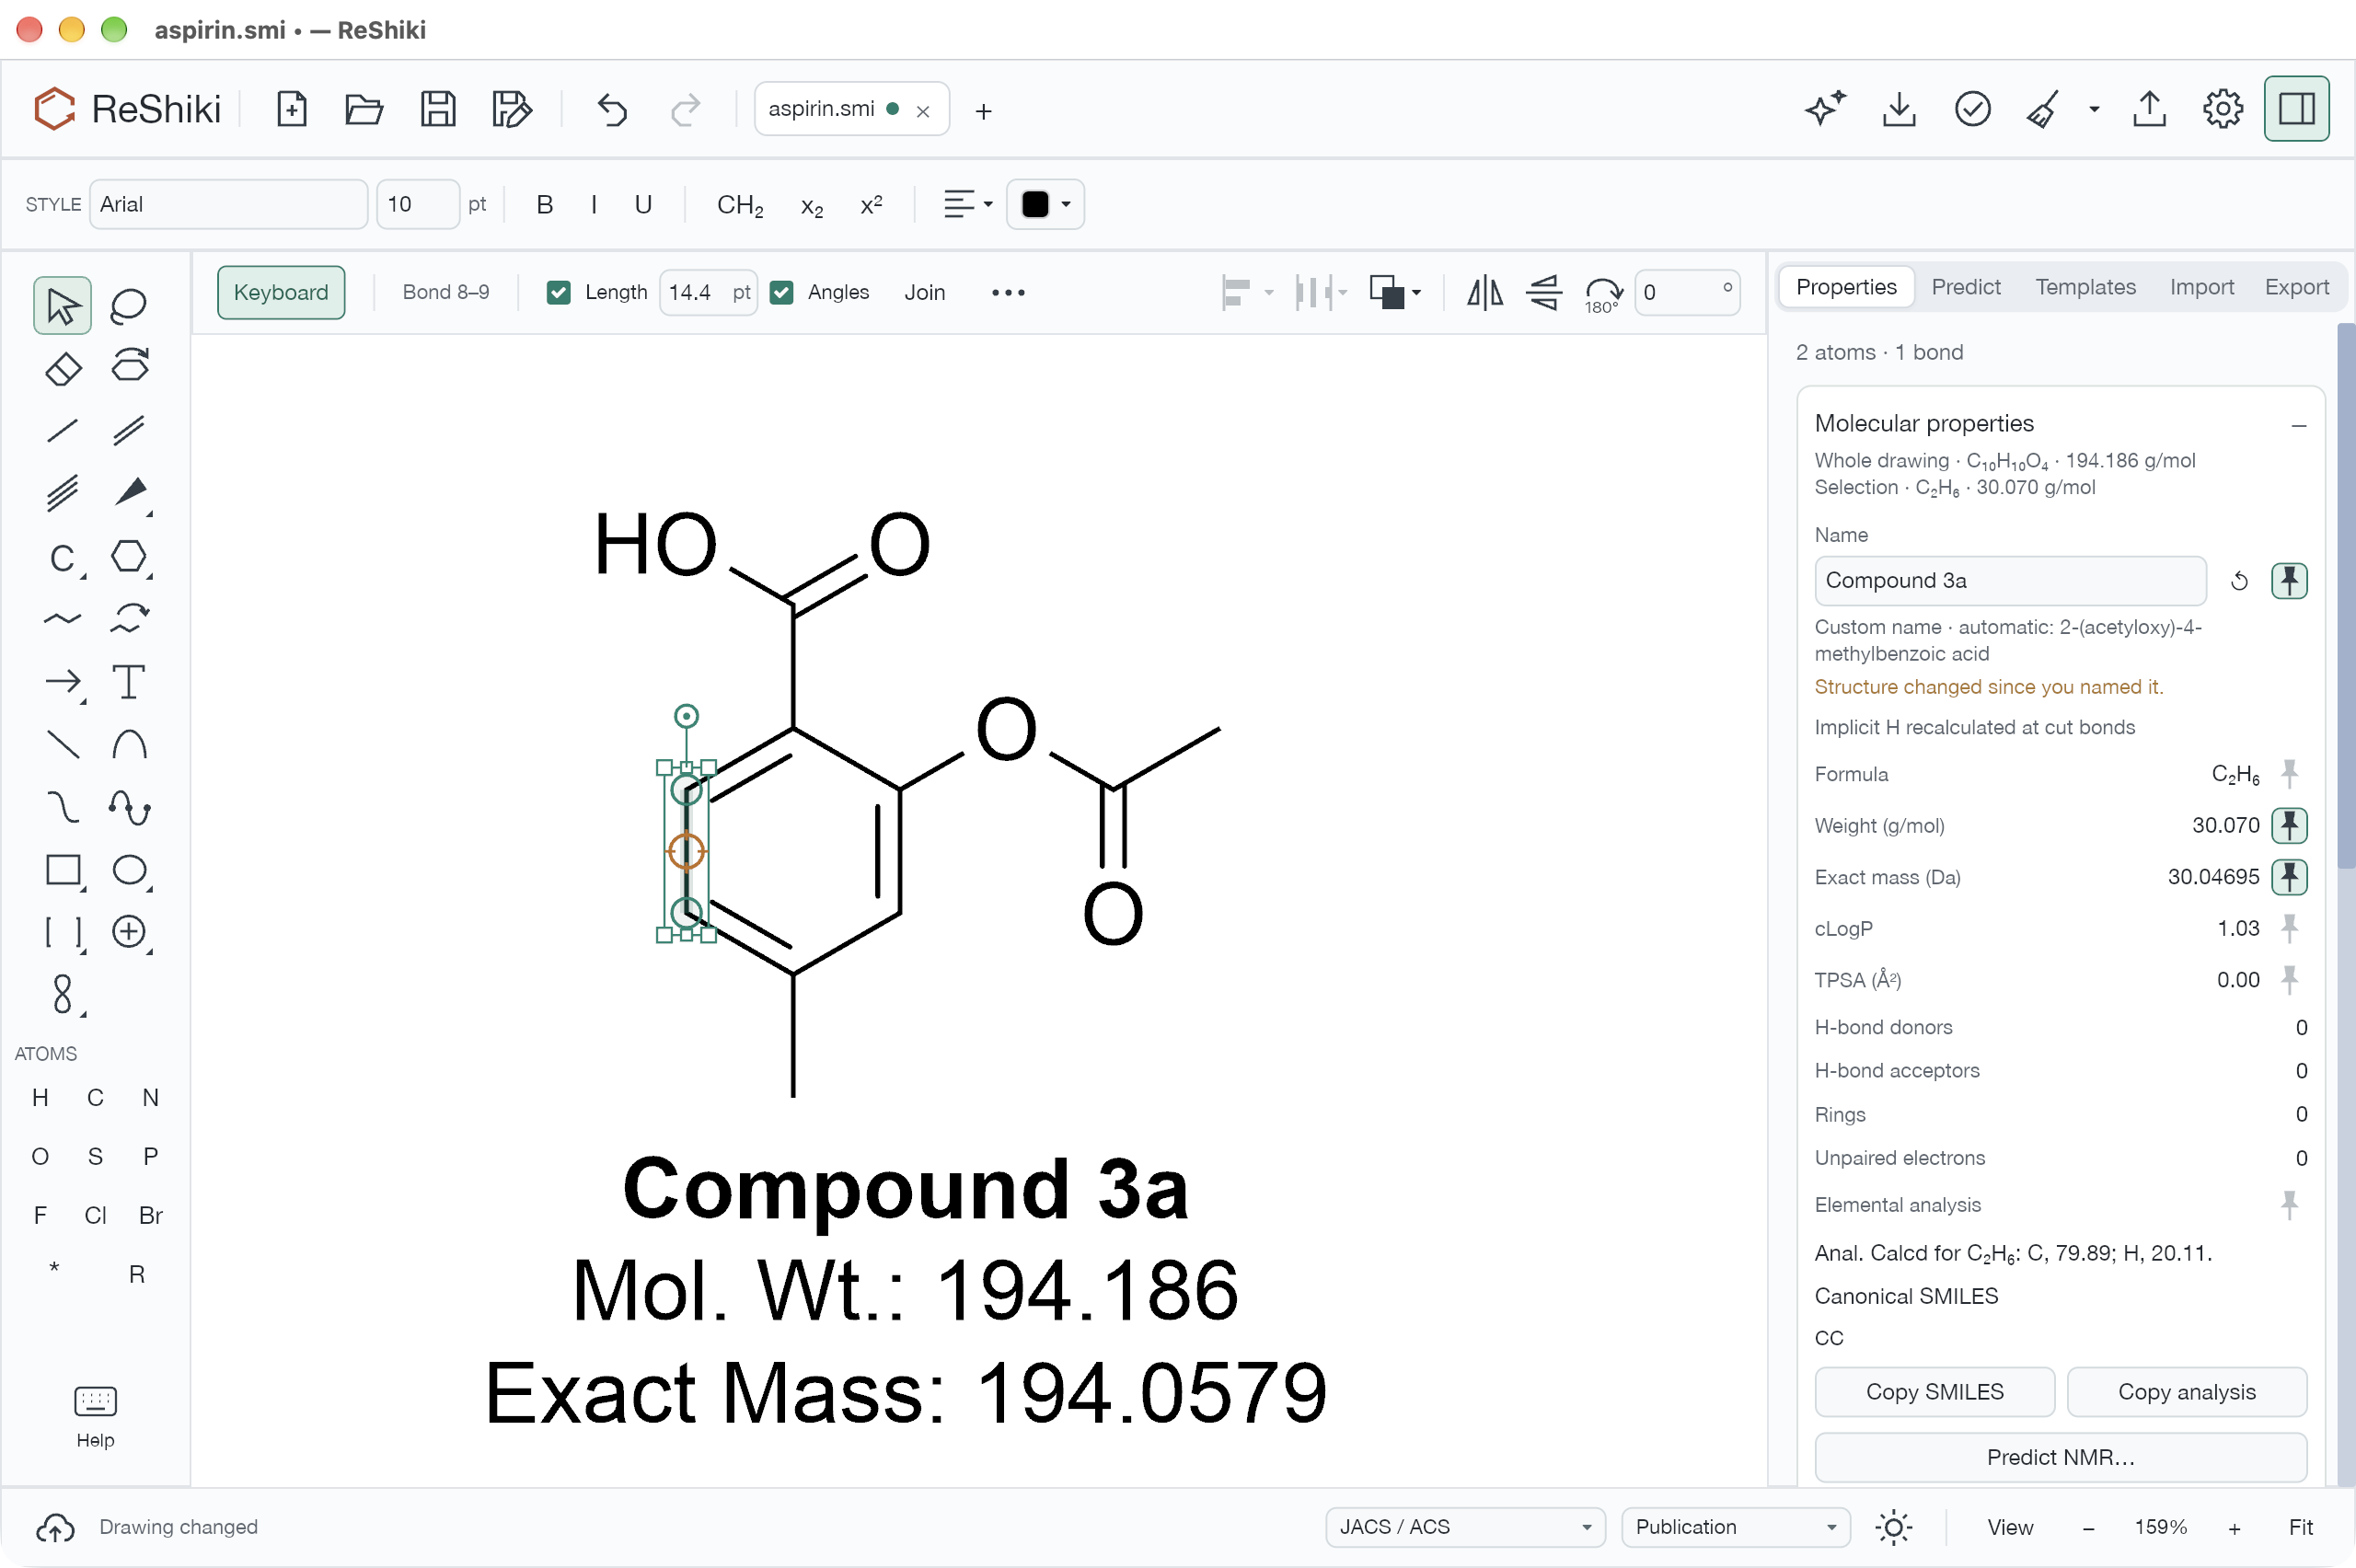 aspirin.smi • — ReShiki
ReShiki
aspirin.smi ● × +
STYLE Arial 10 pt B I U CH₂ x₂ x²
Keyboard Bond 8–9 Length 14.4 pt Angles Join ••• 180° 0 °
Properties Predict Templates Import Export
2 atoms · 1 bond
Molecular properties –
Whole drawing · C₁₀H₁₀O₄ · 194.186 g/mol
Selection · C₂H₆ · 30.070 g/mol
Name
Compound 3a
Custom name · automatic: 2-(acetyloxy)-4-
methylbenzoic acid
Structure changed since you named it.
Implicit H recalculated at cut bonds
Formula C₂H₆
Weight (g/mol) 30.070
Exact mass (Da) 30.04695
cLogP 1.03
TPSA (Å²) 0.00
H-bond donors 0
H-bond acceptors 0
Rings 0
Unpaired electrons 0
Elemental analysis
Anal. Calcd for C₂H₆: C, 79.89; H, 20.11.
Canonical SMILES
CC
Copy SMILES Copy analysis
Predict NMR...
C
T
[ ]
ATOMS
H C N
O S P
F Cl Br
* R
Help
HO O
O
O
Compound 3a
Mol. Wt.: 194.186
Exact Mass: 194.0579
Drawing changed JACS / ACS Publication View – 159% + Fit